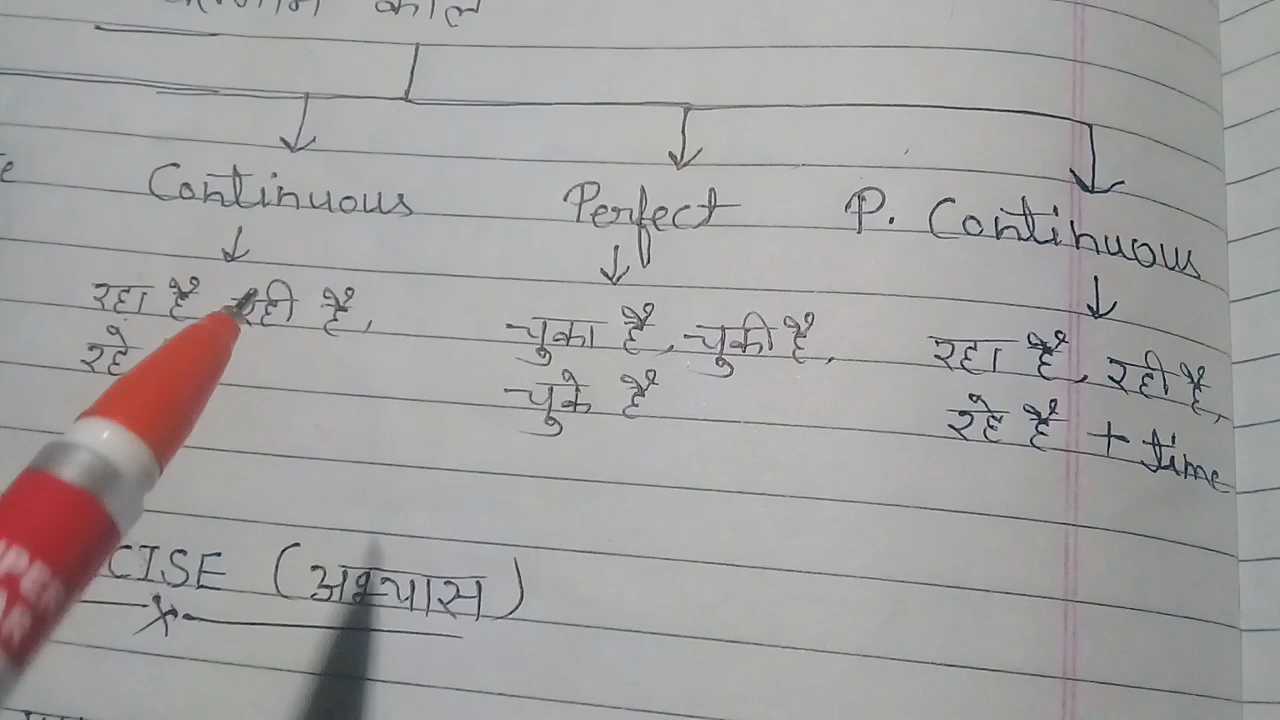 काल
Continuous Perfect P. Continuous
रहा है रही है, चुका है, चुकी है, रहा है, रही है,
रहे चुके है रहे है + time
CISE (अभ्यास)